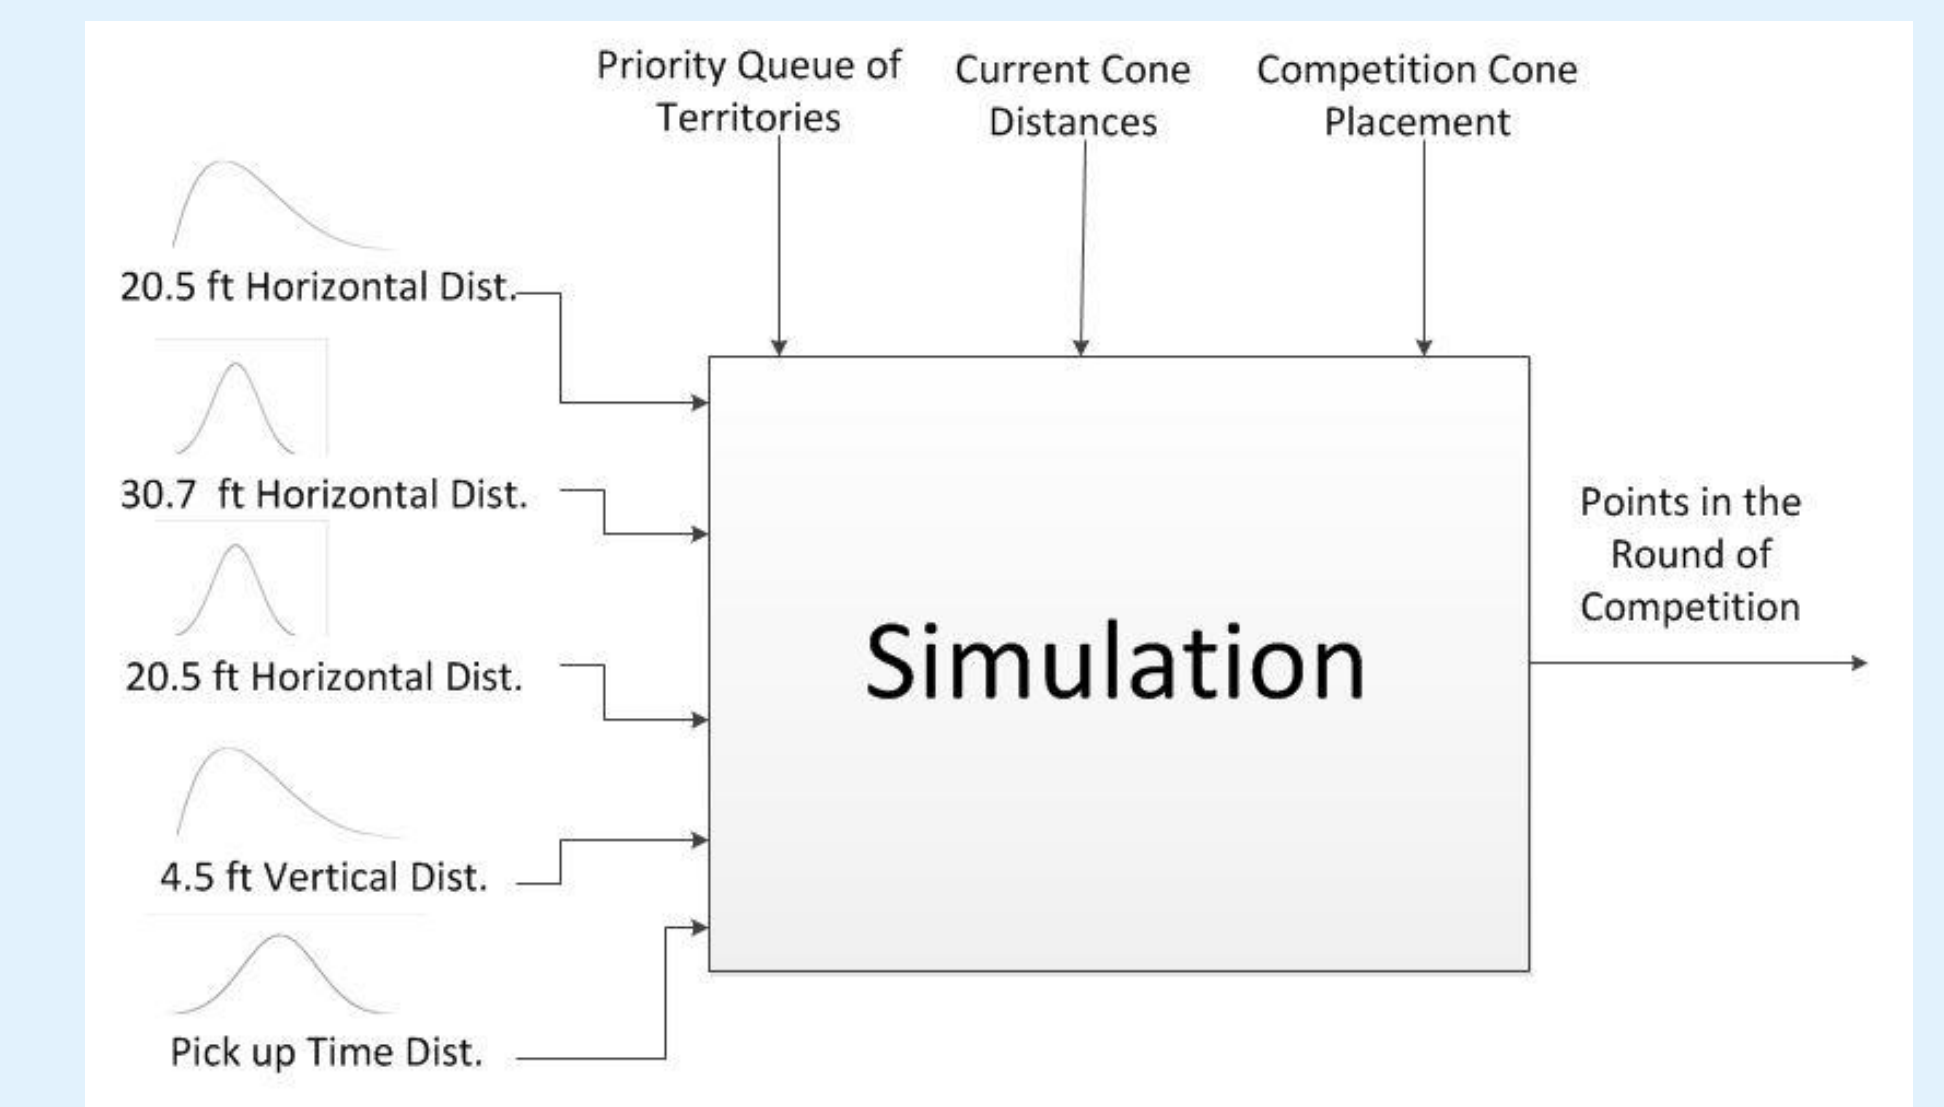 Priority Queue of
Territories
Current Cone
Distances
Competition Cone
Placement
20.5 ft Horizontal Dist.
30.7  ft Horizontal Dist.
20.5 ft Horizontal Dist.
4.5 ft Vertical Dist.
Pick up Time Dist.
Simulation
Points in the
Round of
Competition